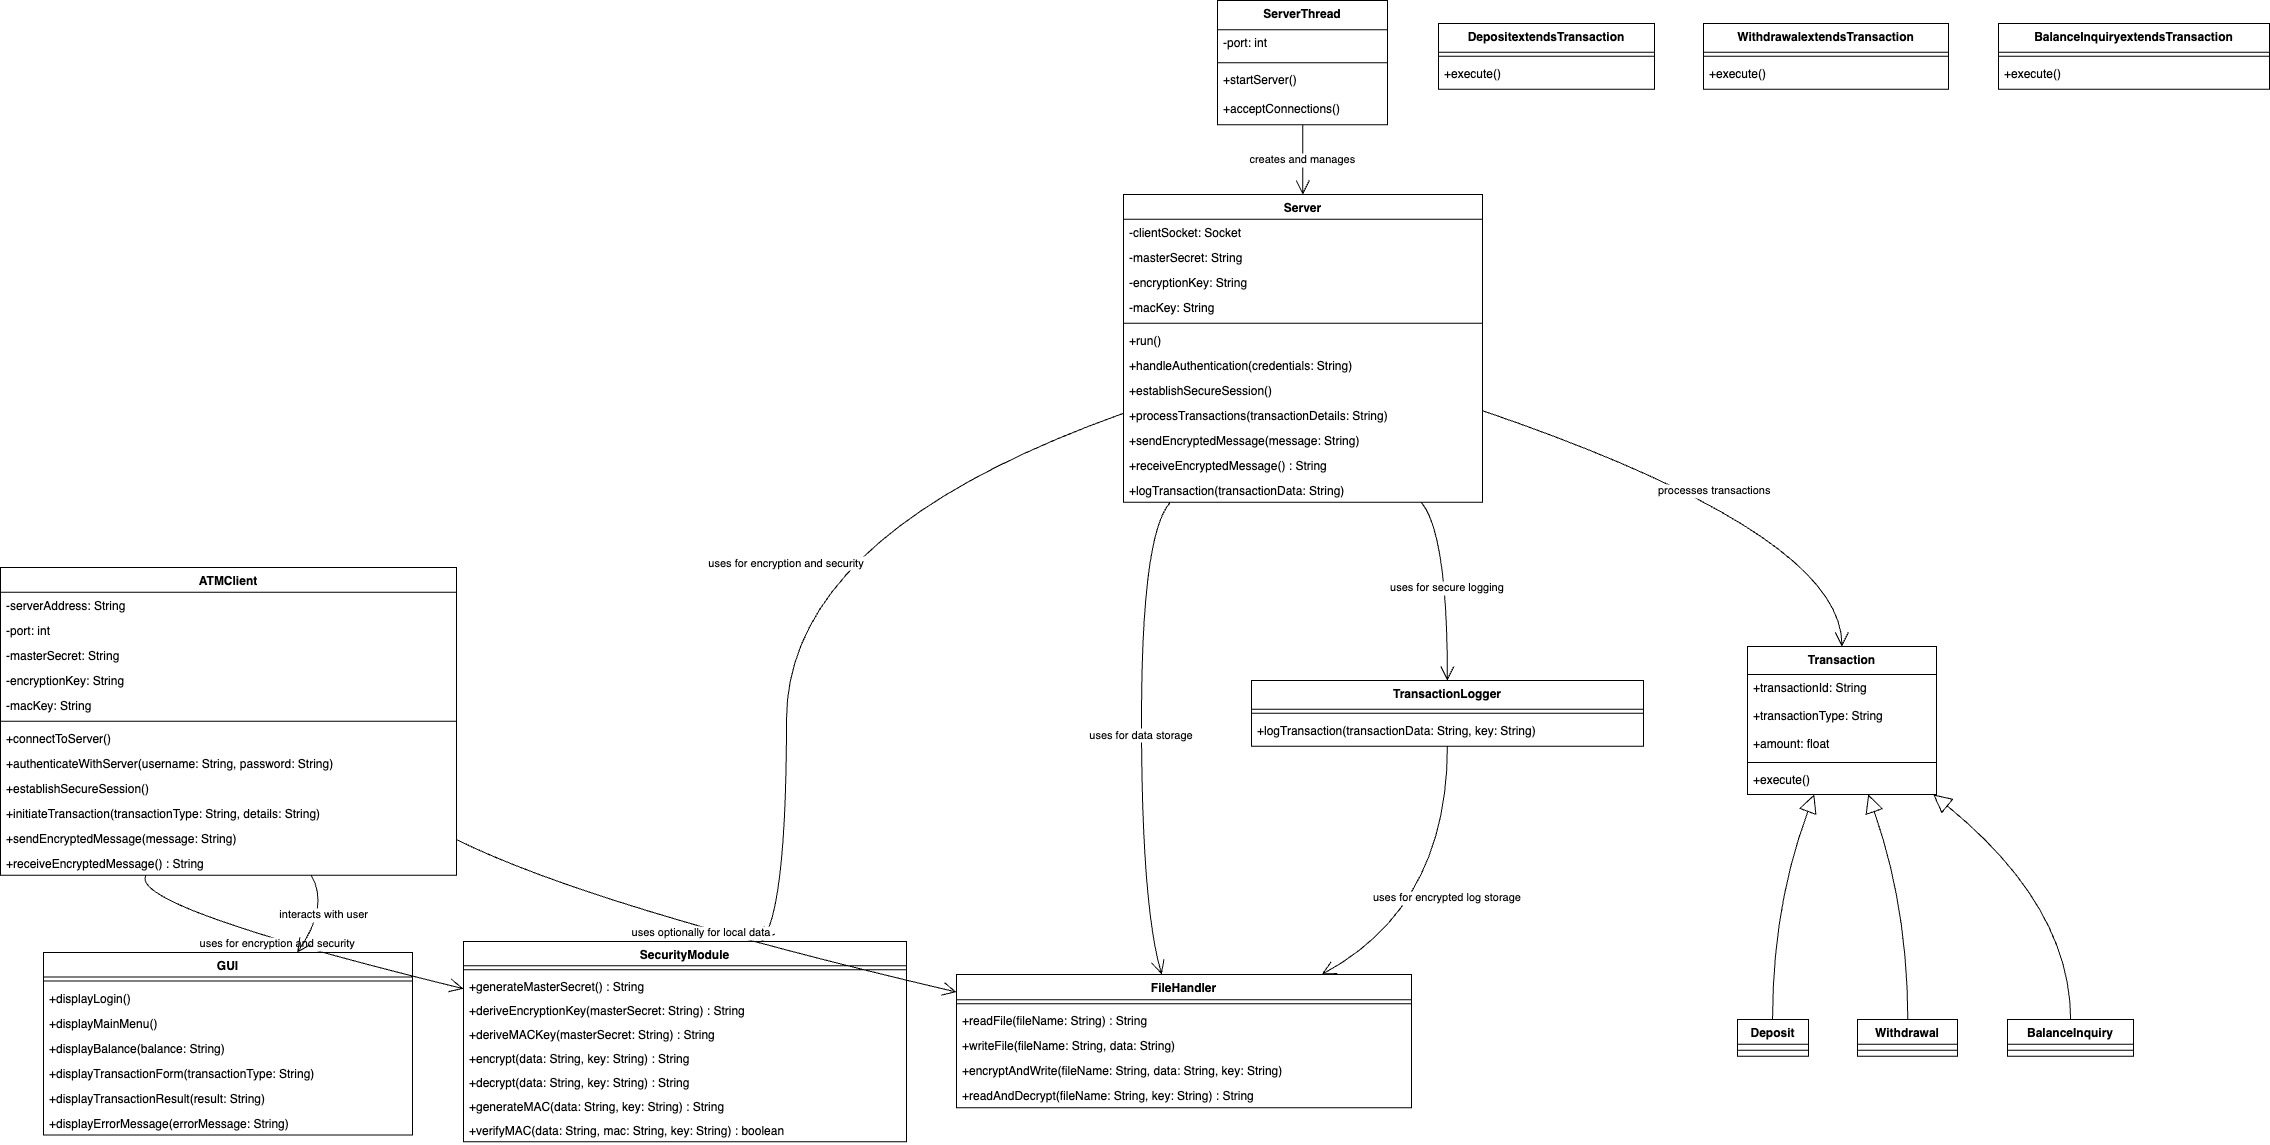 ServerThread
-port: int
+startServer()
+acceptConnections()
DepositextendsTransaction
+execute()
WithdrawalextendsTransaction
+execute()
BalanceInquiryextendsTransaction
+execute()
creates and manages
Server
-clientSocket: Socket
-masterSecret: String
-encryptionKey: String
-macKey: String
+run()
+handleAuthentication(credentials: String)
+establishSecureSession()
+processTransactions(transactionDetails: String)
+sendEncryptedMessage(message: String)
+receiveEncryptedMessage() : String
+logTransaction(transactionData: String)
processes transactions
uses for encryption and security
uses for secure logging
ATMClient
-serverAddress: String
-port: int
-masterSecret: String
-encryptionKey: String
-macKey: String
+connectToServer()
+authenticateWithServer(username: String, password: String)
+establishSecureSession()
+initiateTransaction(transactionType: String, details: String)
+sendEncryptedMessage(message: String)
+receiveEncryptedMessage() : String
uses for data storage
TransactionLogger
+logTransaction(transactionData: String, key: String)
Transaction
+transactionId: String
+transactionType: String
+amount: float
+execute()
uses for encrypted log storage
interacts with user
uses for encryption and security
uses optionally for local data
GUI
+displayLogin()
+displayMainMenu()
+displayBalance(balance: String)
+displayTransactionForm(transactionType: String)
+displayTransactionResult(result: String)
+displayErrorMessage(errorMessage: String)
SecurityModule
+generateMasterSecret() : String
+deriveEncryptionKey(masterSecret: String) : String
+deriveMACKey(masterSecret: String) : String
+encrypt(data: String, key: String) : String
+decrypt(data: String, key: String) : String
+generateMAC(data: String, key: String) : String
+verifyMAC(data: String, mac: String, key: String) : boolean
FileHandler
+readFile(fileName: String) : String
+writeFile(fileName: String, data: String)
+encryptAndWrite(fileName: String, data: String, key: String)
+readAndDecrypt(fileName: String, key: String) : String
Deposit
Withdrawal
BalanceInquiry